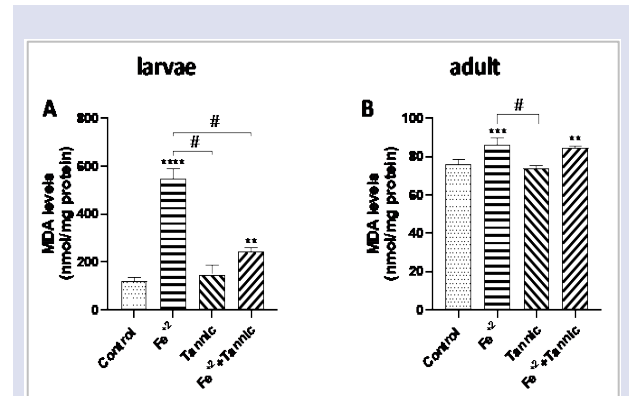 larvae
adult
A
B
#
#
#
****
**
***
**
MDA levels
(nmol/mg protein)
800
600
400
200
0
Control
Fe+2
Tannic
Fe+2+Tannic
MDA levels
(nmol/mg protein)
100
80
60
40
20
0
Control
Fe+2
Tannic
Fe+2+Tannic